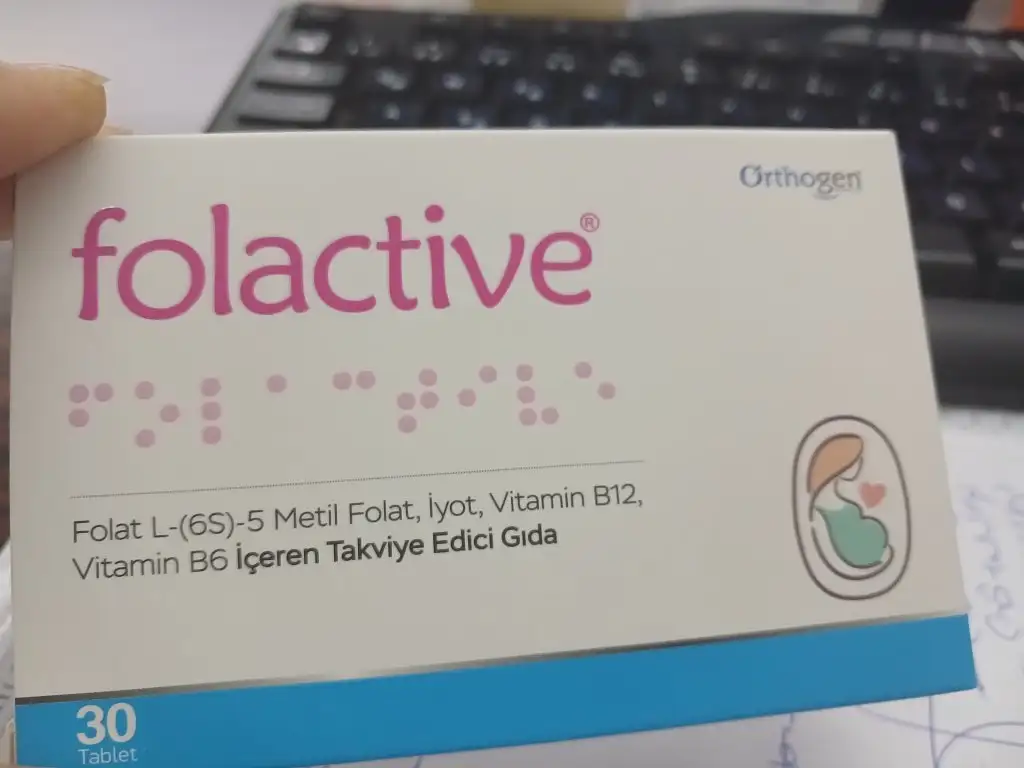 Orthogen
folactive®
Folat L-(6S)-5 Metil Folat, İyot, Vitamin B12,
Vitamin B6 İçeren Takviye Edici Gıda
30
Tablet